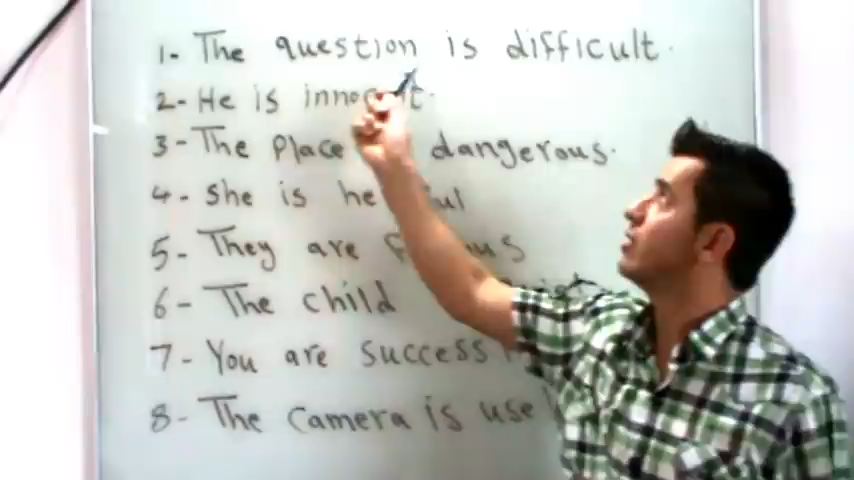 1- The question is difficult.
2- He is innocent.
3- The place dangerous.
4- she is
5- They are
6- The child
7- You are
8- The camera is